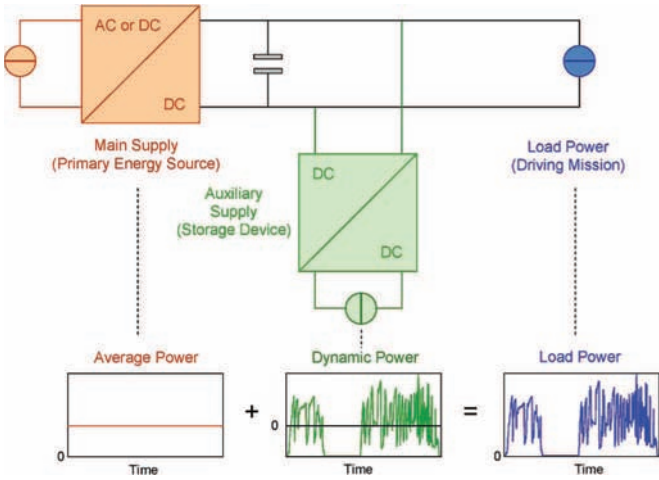 AC or DC
DC
Main Supply
(Primary Energy Source)
Auxiliary
Supply
(Storage Device)
DC
DC
Load Power
(Driving Mission)
Average Power
0
Time
+
Dynamic Power
0
Time
=
Load Power
0
Time